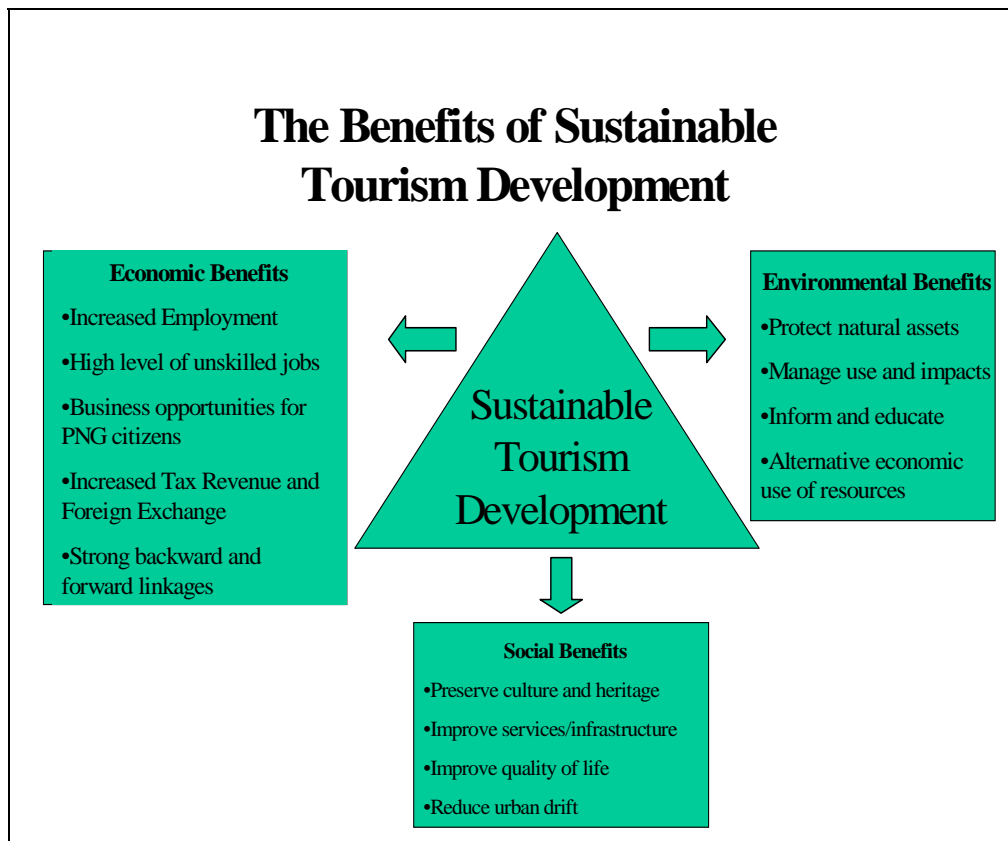 The Benefits of Sustainable
Tourism Development
Economic Benefits
•Increased Employment
•High level of unskilled jobs
•Business opportunities for
PNG citizens
•Increased Tax Revenue and
Foreign Exchange
•Strong backward and
forward linkages
Sustainable
Tourism
Development
Environmental Benefits
•Protect natural assets
•Manage use and impacts
•Inform and educate
•Alternative economic
use of resources
Social Benefits
•Preserve culture and heritage
•Improve services/infrastructure
•Improve quality of life
•Reduce urban drift